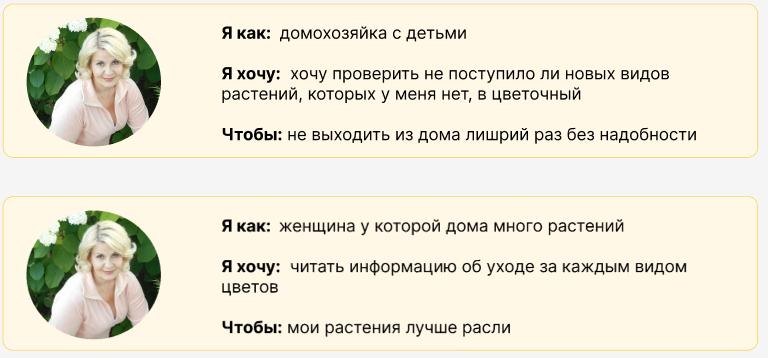 Я как: домохозяйка с детьми
Я хочу: хочу проверить не поступило ли новых видов
растений, которых у меня нет, в цветочный
Чтобы: не выходить из дома лишрий раз без надобности
Я как: женщина у которой дома много растений
Я хочу: читать информацию об уходе за каждым видом
цветов
Чтобы: мои растения лучше расли